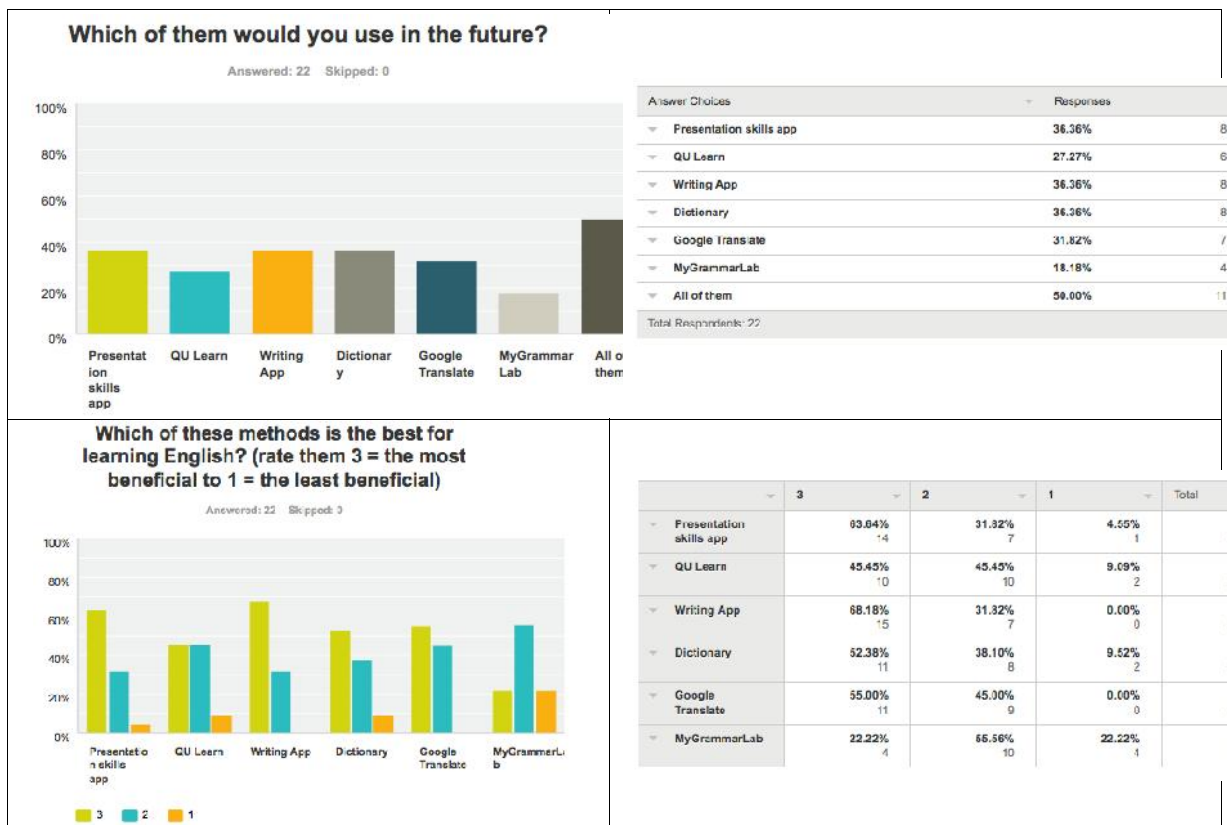 Which of them would you use in the future?
Answered: 22 Skipped: 0
100%
80%
60%
40%
20%
0%
Presentat
ion
skills
app
QU Learn
Writing
App
Dictionar
y
Google
Translate
MyGrammar
Lab
All of
them
Answer Choices Responses
Presentation skills app 36.36% 8
QU Learn 27.27% 6
Writing App 36.36% 8
Dictionary 36.36% 8
Google Translate 31.82% 7
MyGrammarLab 18.18% 4
All of them 50.00% 11
Total Respondents: 22
Which of these methods is the best for
learning English? (rate them 3 = the most
beneficial to 1 = the least beneficial)
Answered: 22 Skipped: 0
100%
80%
60%
40%
20%
0%
Presentatio
n skills
app
QU Learn
Writing App
Dictionary
Google
Translate
MyGrammarLa
b
3 2 1
3 2 1 Total
Presentation 63.64% 31.82% 4.55%
skills app 14 7 1
QU Learn 45.45% 45.45% 9.09%
10 10 2
Writing App 68.18% 31.82% 0.00%
15 7 0
Dictionary 52.38% 38.10% 9.52%
11 8 2
Google 55.00% 45.00% 0.00%
Translate 11 9 0
MyGrammarLab 22.22% 55.56% 22.22%
4 10 4